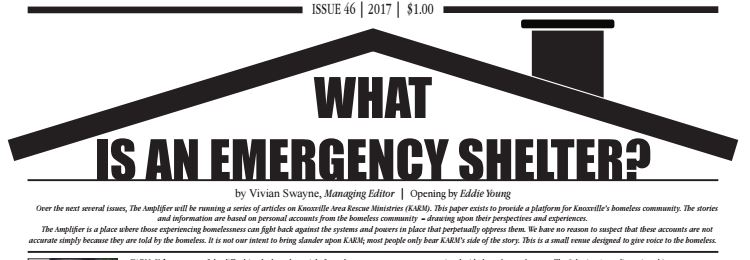 ISSUE 46 | 2017 | $1.00
WHAT
IS AN EMERGENCY SHELTER?
by Vivian Swayne, Managing Editor | Opening by Eddie Young
Over the next several issues, The Amplifier will be running a series of articles on Knoxville Area Rescue Ministries (KARM). This paper exists to provide a platform for Knoxville's homeless community. The stories
and information are based on personal accounts from the homeless community – drawing upon their perspectives and experiences.
The Amplifier is a place where those experiencing homelessness can fight back against the systems and powers in place that perpetually oppress them. We have no reason to suspect that these accounts are not
accurate simply because they are told by the homeless. It is not our intent to bring slander upon KARM; most people only hear KARM's side of the story. This is a small venue designed to give voice to the homeless.